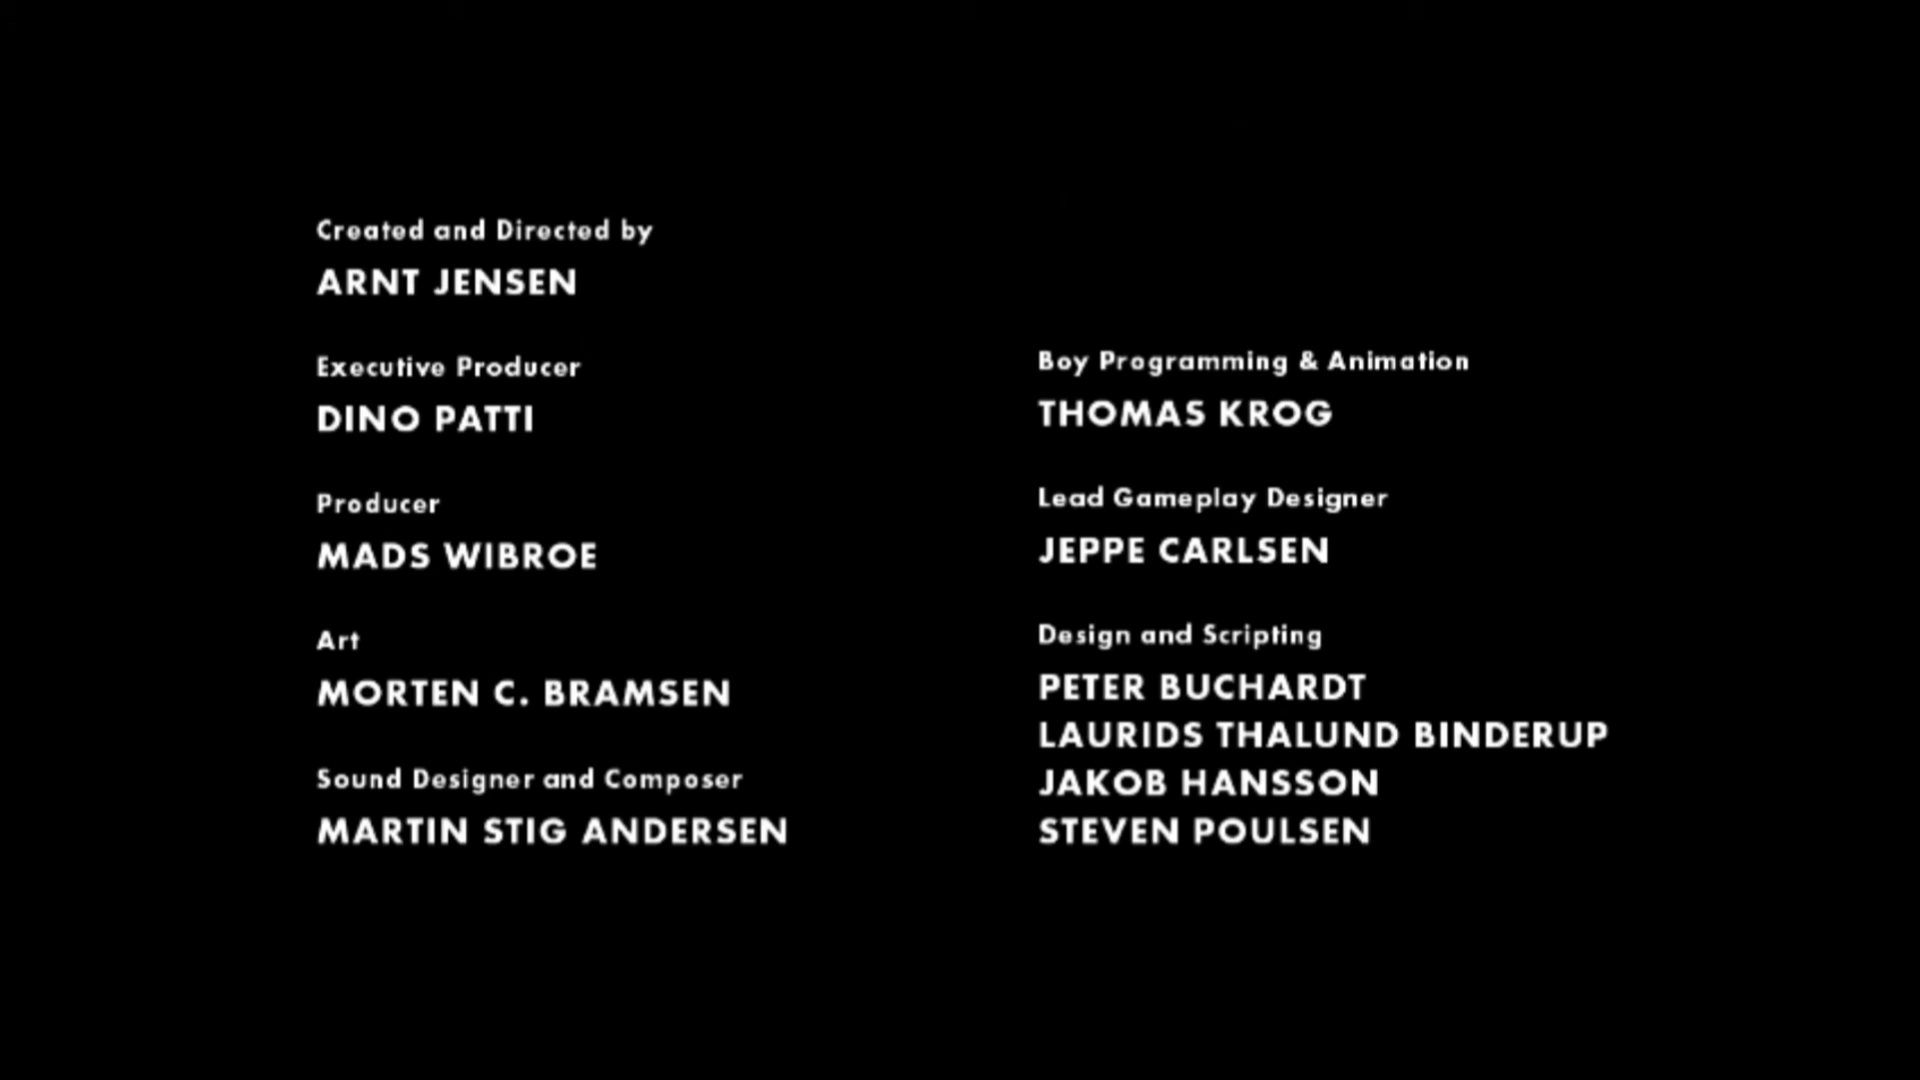 Created and Directed by
ARNT JENSEN
Executive Producer
DINO PATTI
Producer
MADS WIBROE
Art
MORTEN C. BRAMSEN
Sound Designer and Composer
MARTIN STIG ANDERSEN
Boy Programming & Animation
THOMAS KROG
Lead Gameplay Designer
JEPPE CARLSEN
Design and Scripting
PETER BUCHARDT
LAURIDS THALUND BINDERUP
JAKOB HANSSON
STEVEN POULSEN